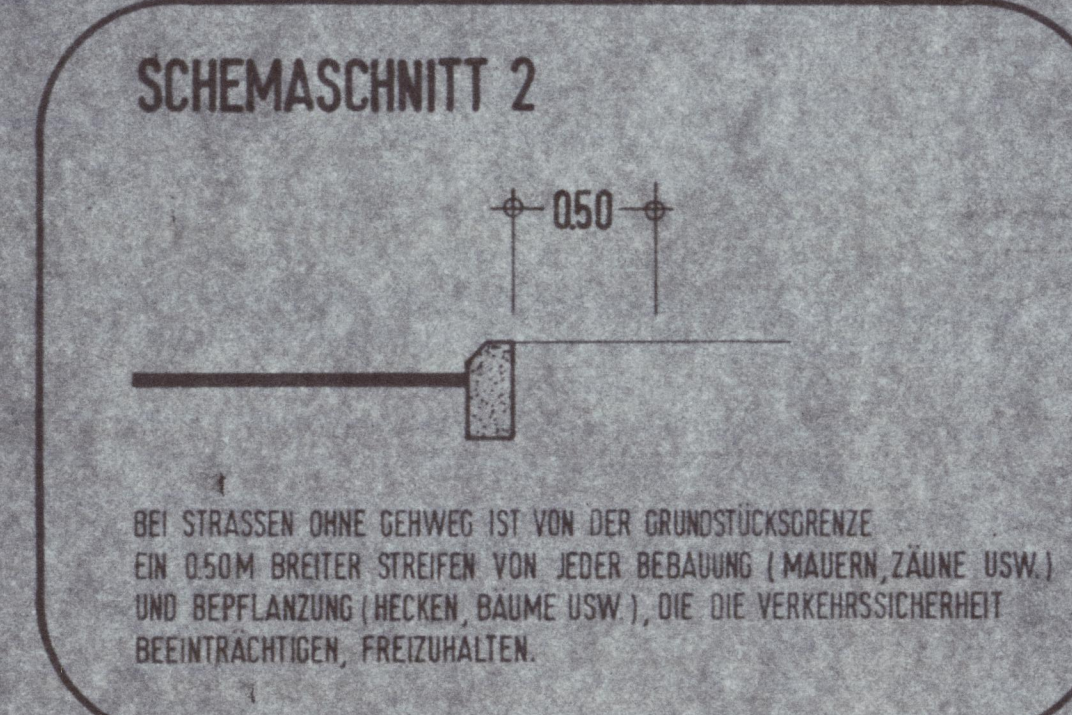 SCHEMASCHNITT 2
0.50
BEI STRASSEN OHNE GEHWEG IST VON DER GRUNDSTÜCKSGRENZE
EIN 0.50M BREITER STREIFEN VON JEDER BEBAUUNG (MAUERN, ZÄUNE USW.)
UND BEPFLANZUNG (HECKEN, BÄUME USW.), DIE DIE VERKEHRSSICHERHEIT
BEEINTRÄCHTIGEN, FREIZUHALTEN.